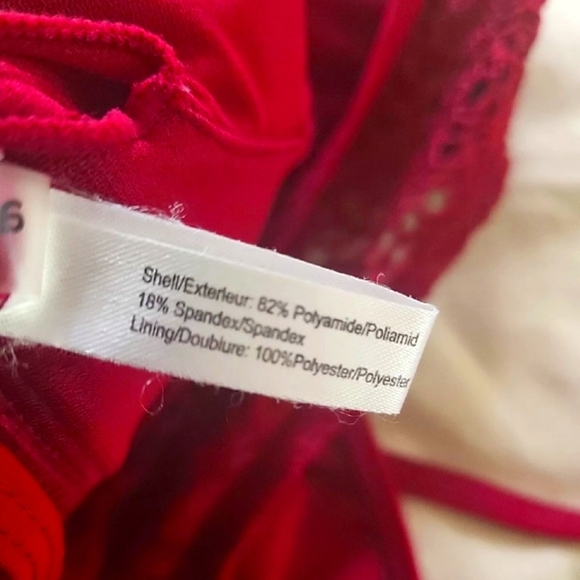 Shell/Exterieur: 82% Polyamide/Poliamid
18% Spandex/Spandex
Lining/Doublure: 100%Polyester/Polyester